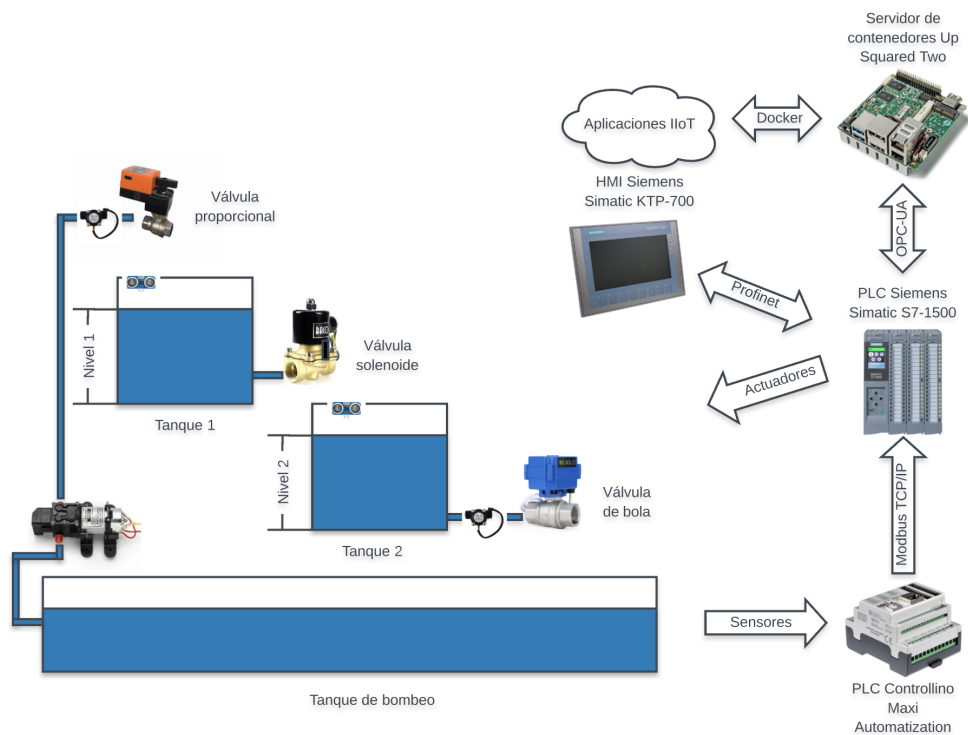 Servidor de
contenedores Up
Squared Two
Aplicaciones IIoT
Docker
HMI Siemens
Simatic KTP-700
OPC-UA
Válvula
proporcional
Profinet
PLC Siemens
Simatic S7-1500
Nivel 1
Válvula
solenoide
Actuadores
Tanque 1
Nivel 2
Válvula
de bola
Modbus TCP/IP
Tanque 2
Sensores
Tanque de bombeo
PLC Controllino
Maxi
Automatization